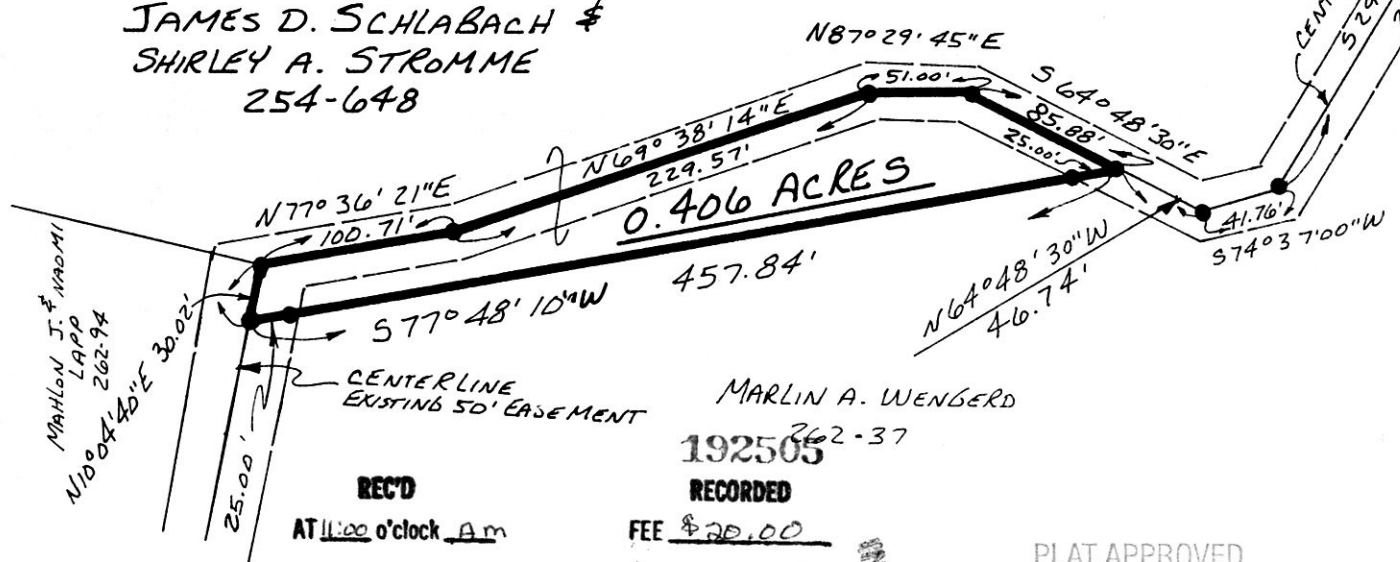 JAMES D. SCHLABACH &
SHIRLEY A. STROMME
254-648
N87°29'45"E
51.00'
S64°48'30"E
85.88'
25.00'
N69°38'14"E
229.57'
N77°36'21"E
100.71'
0.406 ACRES
S77°48'10"W
457.84'
CENT
S 29
41.76'
S74°37'00"W
N64°48'30"W
46.74'
MAHLON J. & NAOMI
LAPP
262-94
N10°04'40"E 30.02'
25.00'
CENTERLINE
EXISTING 50' EASEMENT
MARLIN A. WENGERD
262-37
192505
REC'D
RECORDED
AT 11:00 o'clock Am
FEE $20.00
PLAT APPROVED